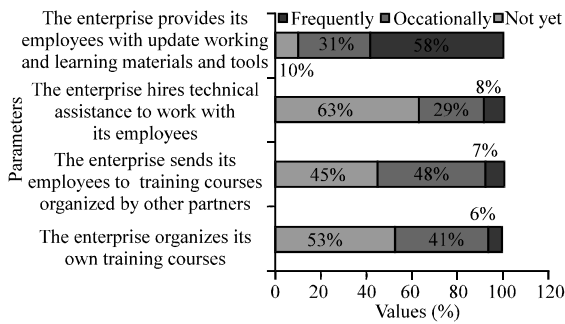 Frequently Occationally Not yet
The enterprise provides its
employees with update working
and learning materials and tools
10% 31% 58%
The enterprise hires technical
assistance to work with
its employees
63% 29% 8%
The enterprise sends its
employees to training courses
organized by other partners
45% 48% 7%
The enterprise organizes its
own training courses
53% 41% 6%
Parameters
0 20 40 60 80 100 120
Values (%)